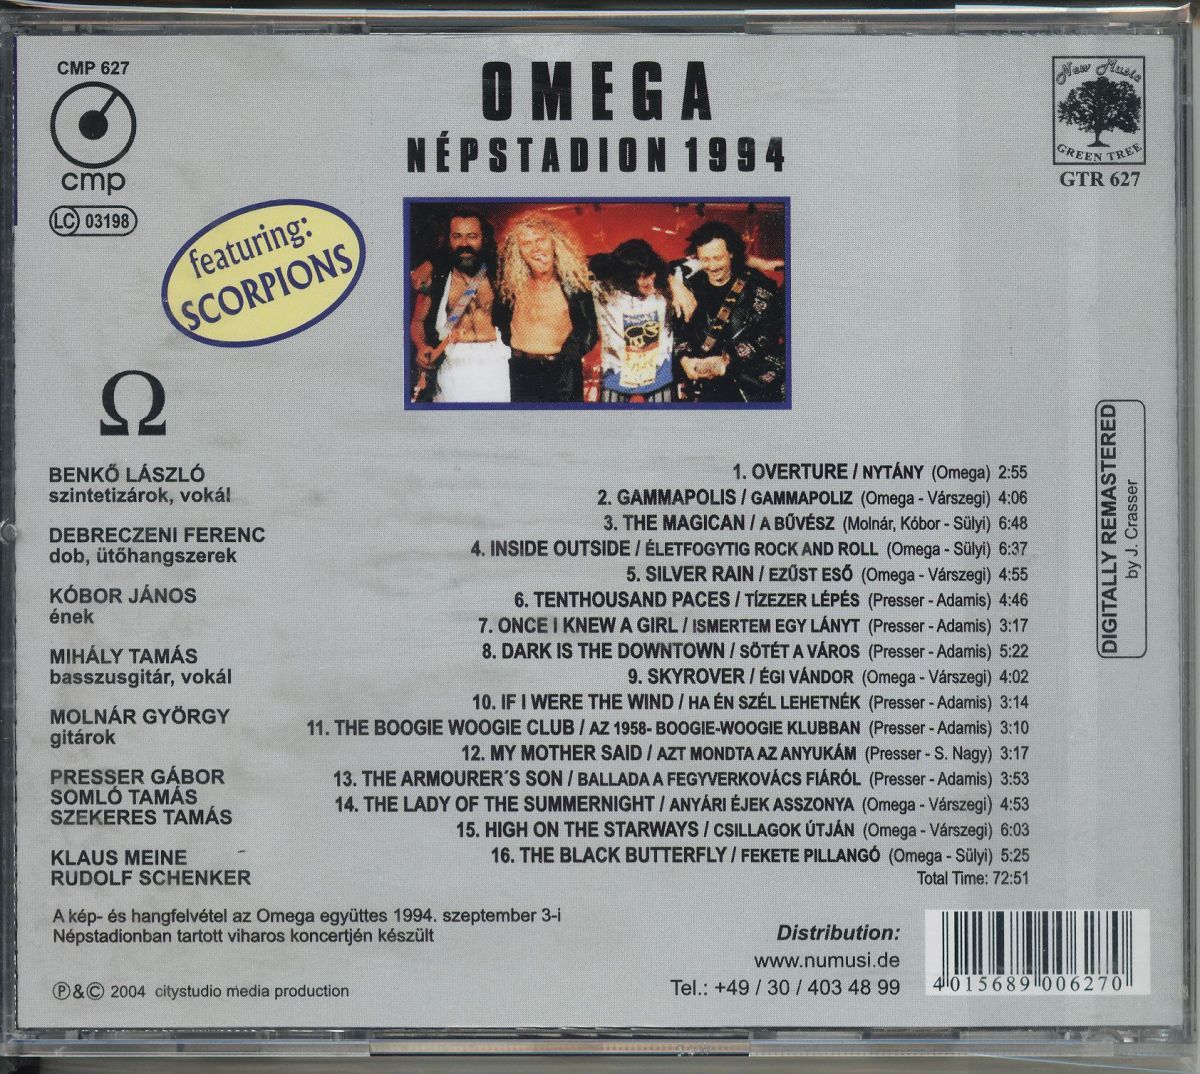 CMP 627
cmp
LC 03198
OMEGA
NÉPSTADION 1994
New Music
GREEN TREE
GTR 627
featuring:
SCORPIONS
Ω
BENKŐ LÁSZLÓ
szintetizárok, vokál
DEBRECZENI FERENC
dob, ütőhangszerek
KÓBOR JÁNOS
ének
MIHÁLY TAMÁS
basszusgitár, vokál
MOLNÁR GYÖRGY
gitárok
PRESSER GÁBOR
SOMLÓ TAMÁS
SZEKERES TAMÁS
KLAUS MEINE
RUDOLF SCHENKER
1. OVERTURE / NYTÁNY (Omega) 2:55
2. GAMMAPOLIS / GAMMAPOLIZ (Omega - Várszegi) 4:06
3. THE MAGICAN / A BŰVÉSZ (Molnár, Kóbor - Sülyi) 6:48
4. INSIDE OUTSIDE / ÉLETFOGYTIG ROCK AND ROLL (Omega - Sülyi) 6:37
5. SILVER RAIN / EZŰST ESŐ (Omega - Várszegi) 4:55
6. TENTHOUSAND PACES / TÍZEZER LÉPÉS (Presser - Adamis) 4:46
7. ONCE I KNEW A GIRL / ISMERTEM EGY LÁNYT (Presser - Adamis) 3:17
8. DARK IS THE DOWNTOWN / SÖTÉT A VÁROS (Presser - Adamis) 5:22
9. SKYROVER / ÉGI VÁNDOR (Omega - Várszegi) 4:02
10. IF I WERE THE WIND / HA ÉN SZÉL LEHETNÉK (Presser - Adamis) 3:14
11. THE BOOGIE WOOGIE CLUB / AZ 1958- BOOGIE-WOOGIE KLUBBAN (Presser - Adamis) 3:10
12. MY MOTHER SAID / AZT MONDTA AZ ANYUKÁM (Presser - S. Nagy) 3:17
13. THE ARMOURER´S SON / BALLADA A FEGYVERKOVÁCS FIÁRÓL (Presser - Adamis) 3:53
14. THE LADY OF THE SUMMERNIGHT / ANYÁRI ÉJEK ASSZONYA (Omega - Várszegi) 4:53
15. HIGH ON THE STARWAYS / CSILLAGOK ÚTJÁN (Omega - Várszegi) 6:03
16. THE BLACK BUTTERFLY / FEKETE PILLANGÓ (Omega - Sülyi) 5:25
Total Time: 72:51
DIGITALLY REMASTERED
by J. Crasser
A kép- és hangfelvétel az Omega együttes 1994. szeptember 3-i
Népstadionban tartott viharos koncertjén készült
Ⓟ&© 2004 citystudio media production
Distribution:
www.numusi.de
Tel.: +49 / 30 / 403 48 99
4 015689 006270